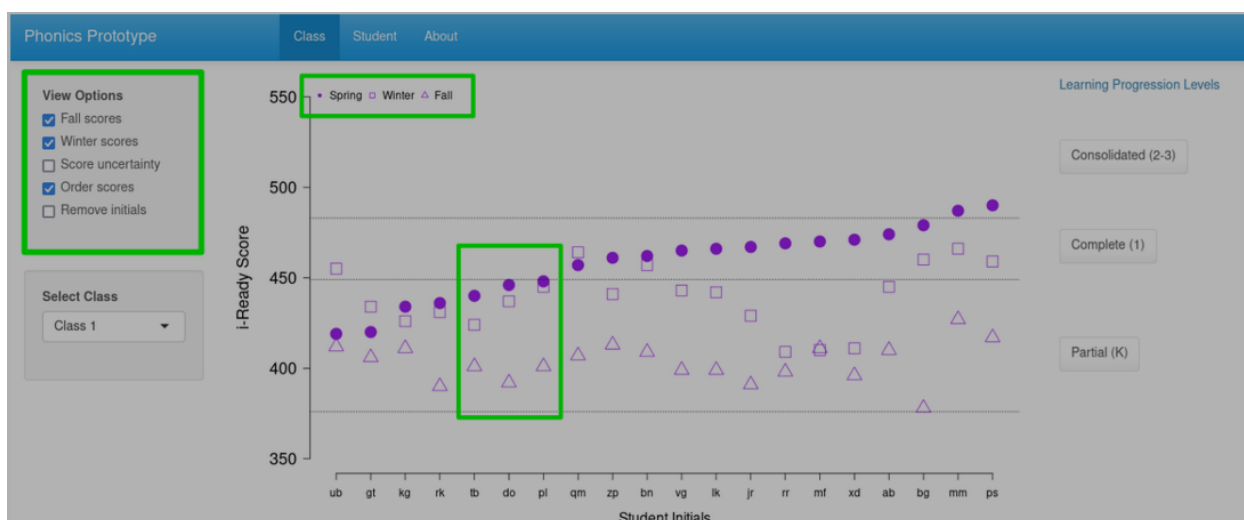 Phonics Prototype Class Student About
View Options
Fall scores
Winter scores
Score uncertainty
Order scores
Remove initials
Select Class
Class 1
Spring Winter Fall
i-Ready Score
550
500
450
400
350
ub gt kg rk tb do pl qm zp bn vg lk jr rr mf xd ab bg mm ps
Student Initials
Learning Progression Levels
Consolidated (2-3)
Complete (1)
Partial (K)